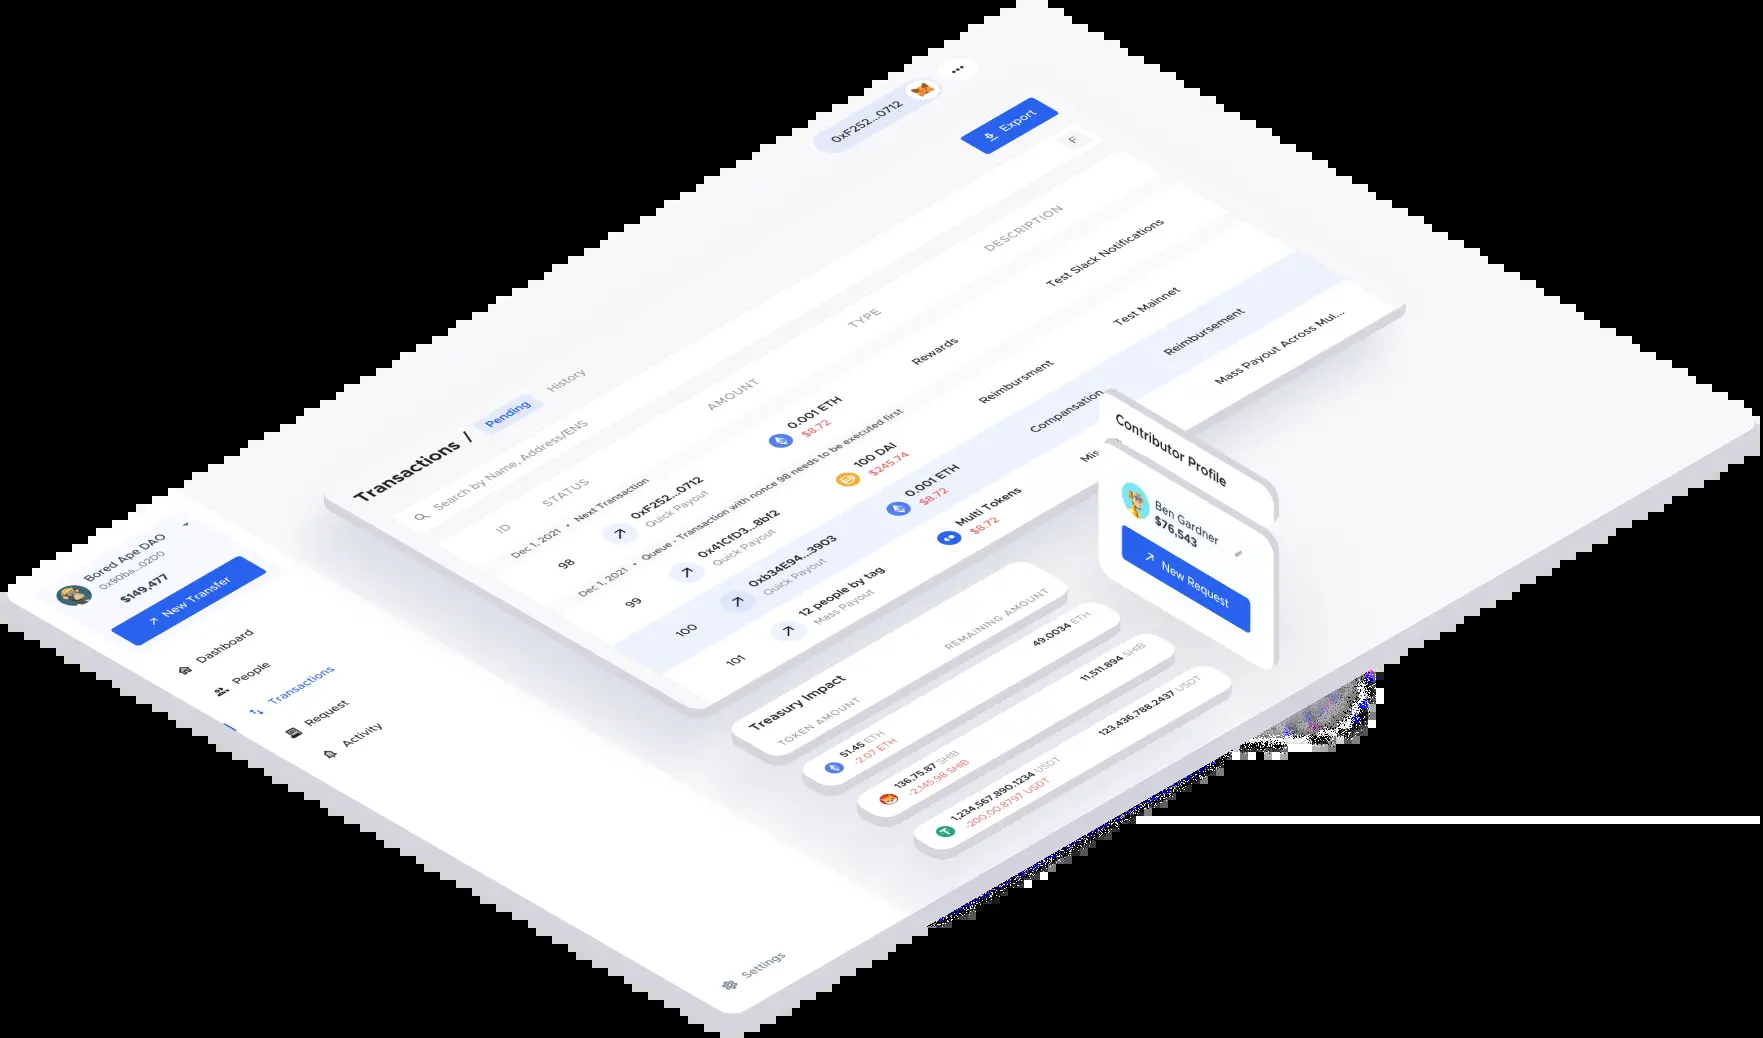 0xF252...0712
Export
F
Transactions / Pending History
Search by Name, Address/ENS
ID STATUS AMOUNT TYPE DESCRIPTION
Dec 1, 2021 • Next Transaction
98 0xF252...0712 0.001 ETH Rewards Test Slack Notifications
Quick Payout $8.72
Dec 1, 2021 • Queue - Transaction with nonce 98 needs to be executed first
99 0x41CfD3...8bf2 100 DAI Reimbursment Test Mainnet
Quick Payout $245.74
100 0xb34E94...3903 0.001 ETH Compensation Reimbursement
Quick Payout $8.72
101 12 people by tag Multi Tokens Mis Mass Payout Across Mul...
Mass Payout $8.72
Bored Ape DAO
0x90ba...02D0
$149,477
New Transfer
Dashboard
People
Transactions
Request
Activity
Settings
Contributor Profile
Ben Gardner
$76,543
New Request
Treasury Impact
TOKEN AMOUNT REMAINING AMOUNT
51.45 ETH 49.0034 ETH
-2.07 ETH
136,75.87 SHIB 11,511.894 SHIB
-2,145.98 SHIB
1,234,567,890.1234 USDT 123,436,788.2437 USDT
-200,00.8797 USDT